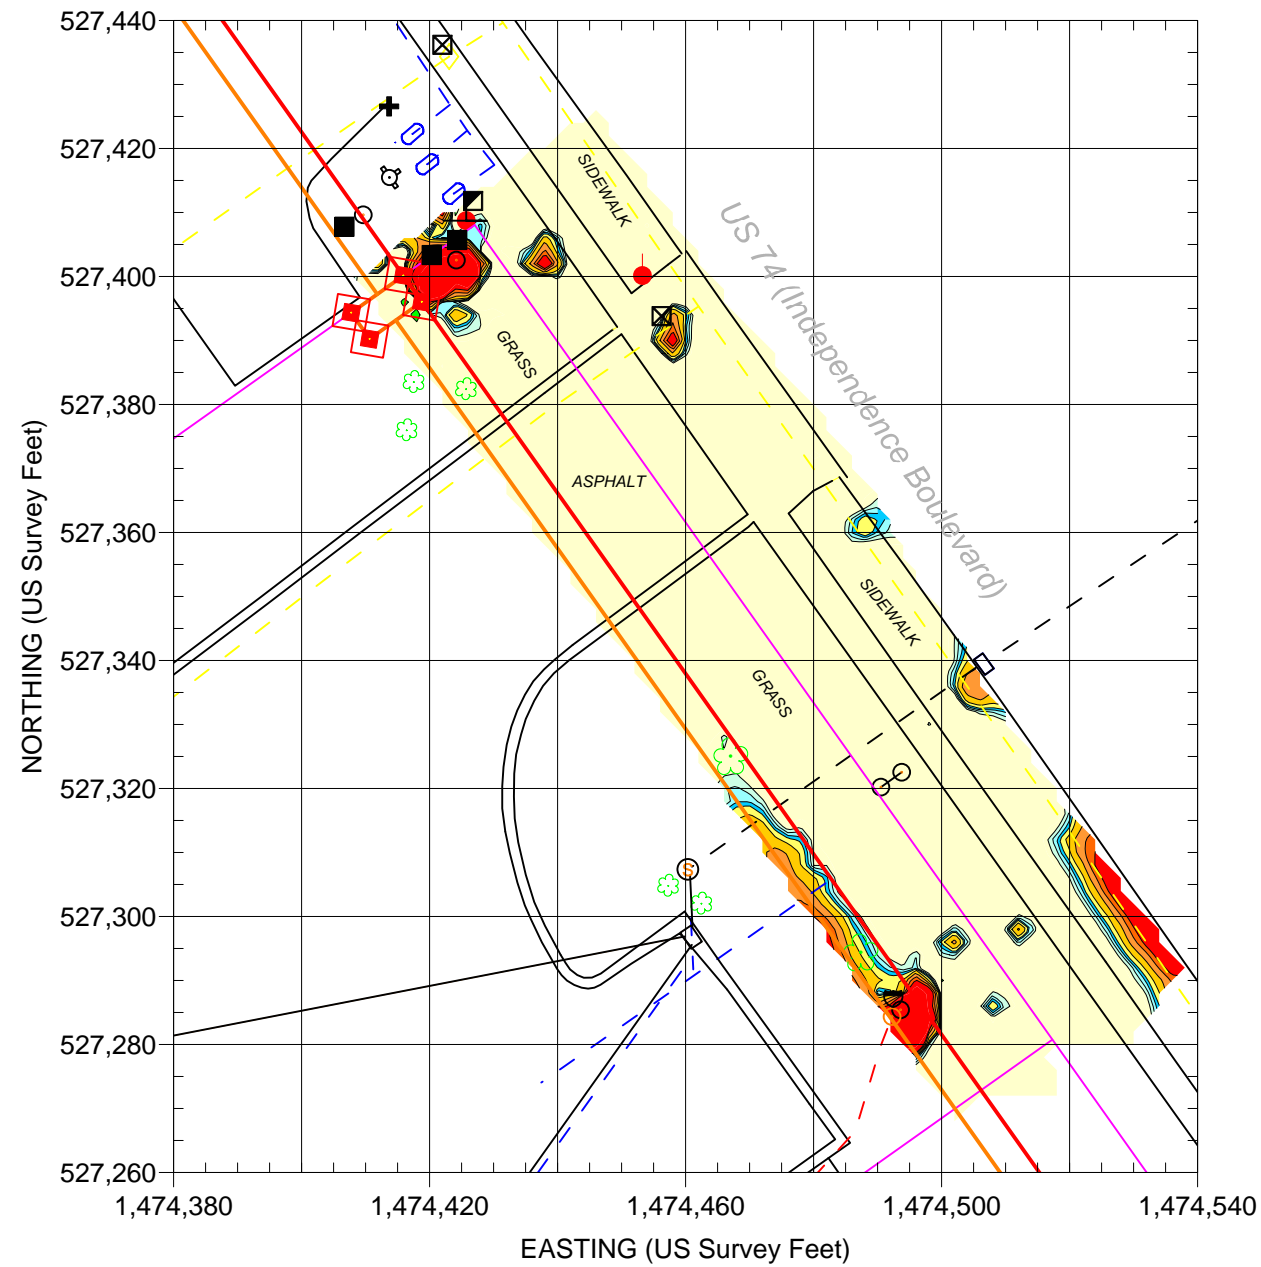 527,440
527,420
527,400
527,380
527,360
527,340
527,320
527,300
527,280
527,260
NORTHING (US Survey Feet)
SIDEWALK
US 74 (Independence Boulevard)
GRASS
ASPHALT
SIDEWALK
GRASS
S
1,474,380
1,474,420
1,474,460
1,474,500
1,474,540
EASTING (US Survey Feet)